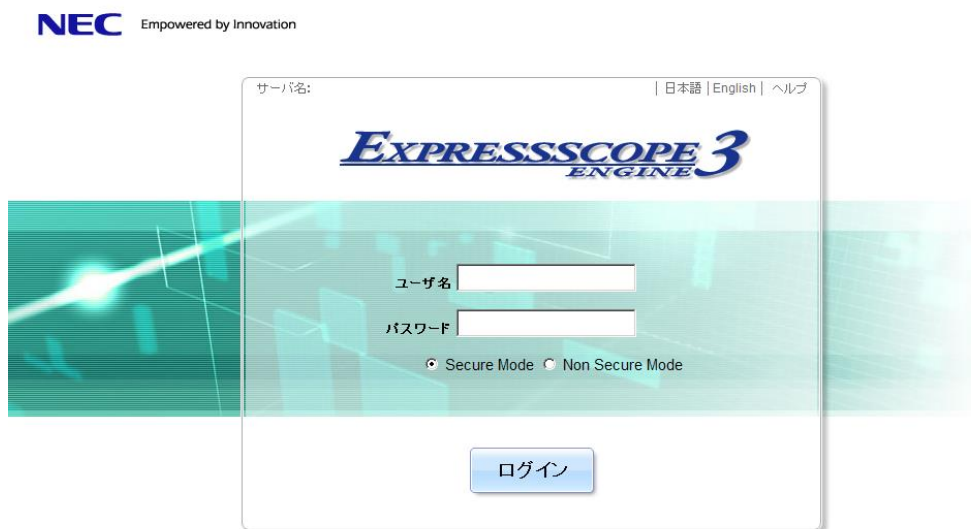 NEC Empowered by Innovation
サーバ名: | 日本語 | English | ヘルプ
EXPRESSSCOPE 3
ENGINE
ユーザ名
パスワード
Secure Mode Non Secure Mode
ログイン